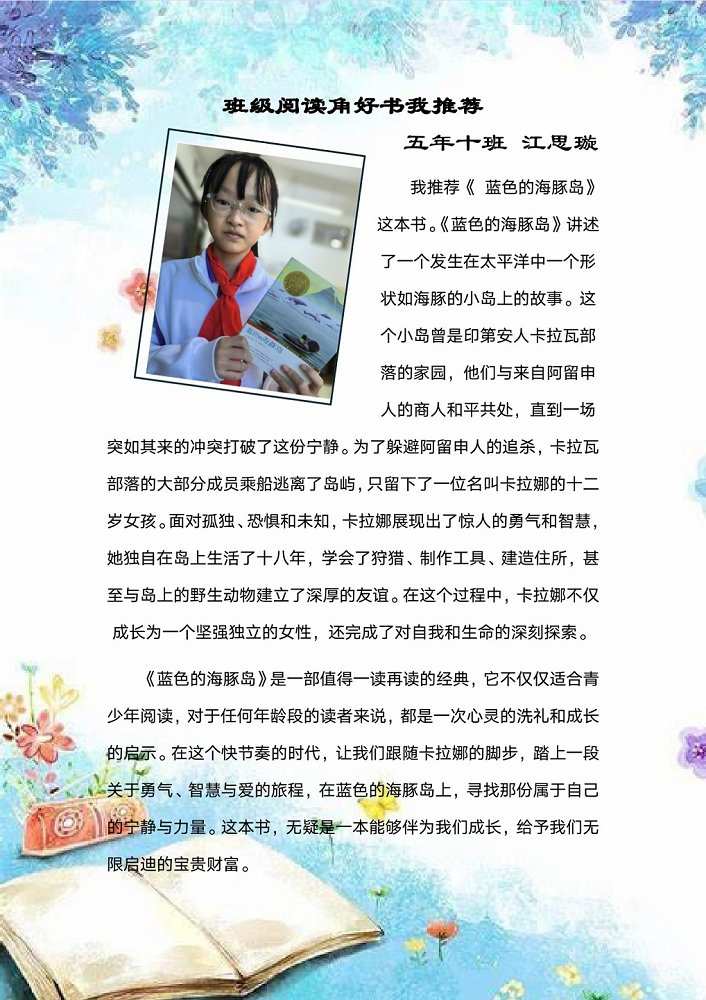 班级阅读角好书我推荐
五年十班 江思璇
我推荐《 蓝色的海豚岛》
这本书。《蓝色的海豚岛》讲述
了一个发生在太平洋中一个形
状如海豚的小岛上的故事。这
个小岛曾是印第安人卡拉瓦部
落的家园，他们与来自阿留申
人的商人和平共处，直到一场
突如其来的冲突打破了这份宁静。为了躲避阿留申人的追杀，卡拉瓦
部落的大部分成员乘船逃离了岛屿，只留下了一位名叫卡拉娜的十二
岁女孩。面对孤独、恐惧和未知，卡拉娜展现出了惊人的勇气和智慧，
她独自在岛上生活了十八年，学会了狩猎、制作工具、建造住所，甚
至与岛上的野生动物建立了深厚的友谊。在这个过程中，卡拉娜不仅
成长为一个坚强独立的女性，还完成了对自我和生命的深刻探索。
《蓝色的海豚岛》是一部值得一读再读的经典，它不仅仅适合青
少年阅读，对于任何年龄段的读者来说，都是一次心灵的洗礼和成长
的启示。在这个快节奏的时代，让我们跟随卡拉娜的脚步，踏上一段
关于勇气、智慧与爱的旅程，在蓝色的海豚岛上，寻找那份属于自己
的宁静与力量。这本书，无疑是一本能够伴为我们成长，给予我们无
限启迪的宝贵财富。
蓝色的海豚岛